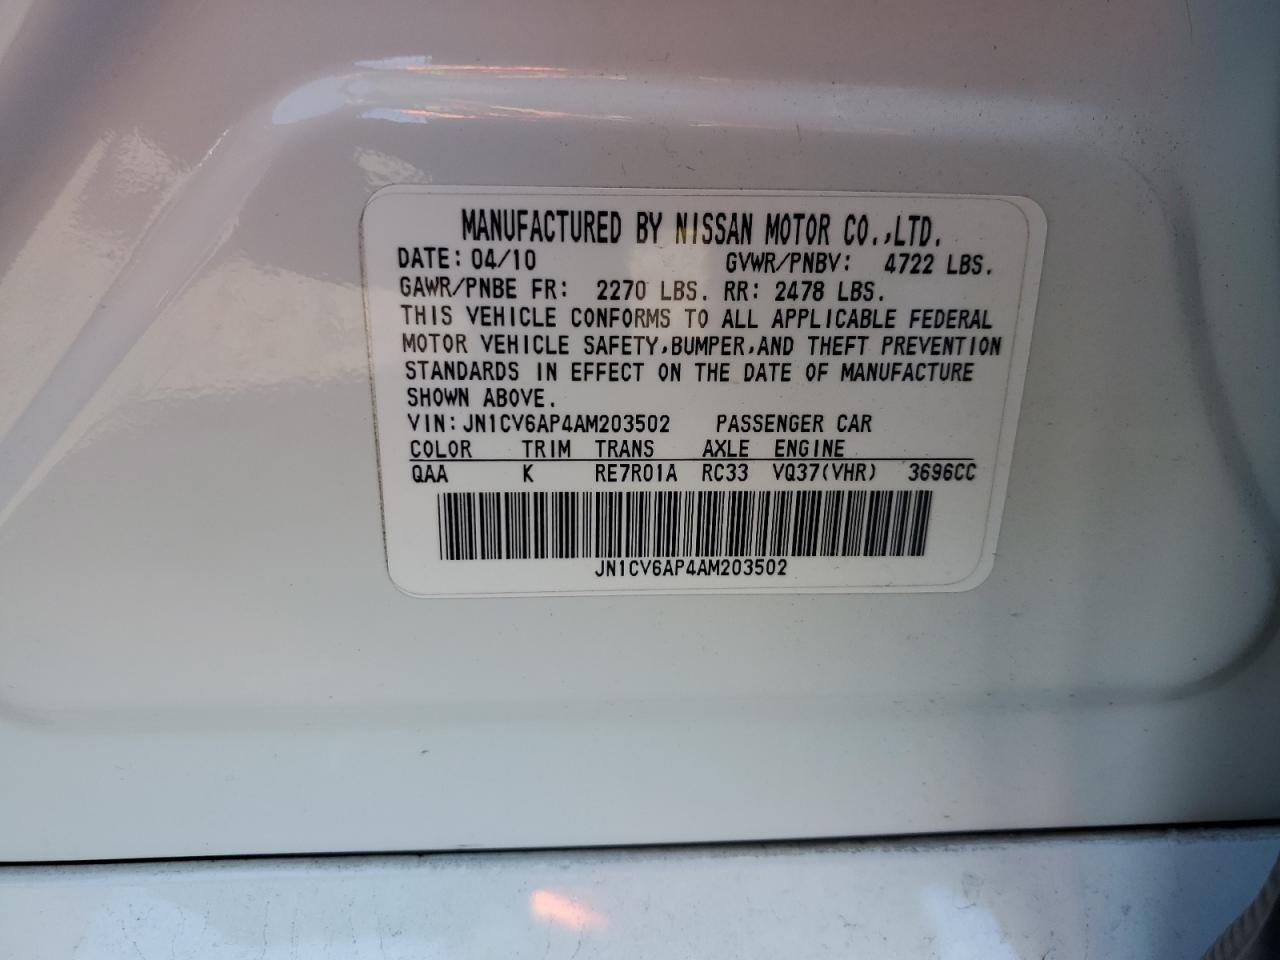 MANUFACTURED BY NISSAN MOTOR CO.,LTD.
DATE: 04/10 GVWR/PNBV: 4722 LBS.
GAWR/PNBE FR: 2270 LBS. RR: 2478 LBS.
THIS VEHICLE CONFORMS TO ALL APPLICABLE FEDERAL
MOTOR VEHICLE SAFETY,BUMPER,AND THEFT PREVENTION
STANDARDS IN EFFECT ON THE DATE OF MANUFACTURE
SHOWN ABOVE.
VIN: JN1CV6AP4AM203502 PASSENGER CAR
COLOR TRIM TRANS AXLE ENGINE
QAA K RE7R01A RC33 VQ37(VHR) 3696CC
JN1CV6AP4AM203502